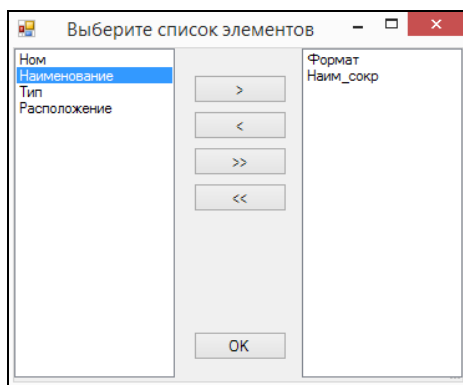 Выберите список элементов
Ном
Наименование
Тип
Расположение
>
<
>>
<<
OK
Формат
Наим_сокр